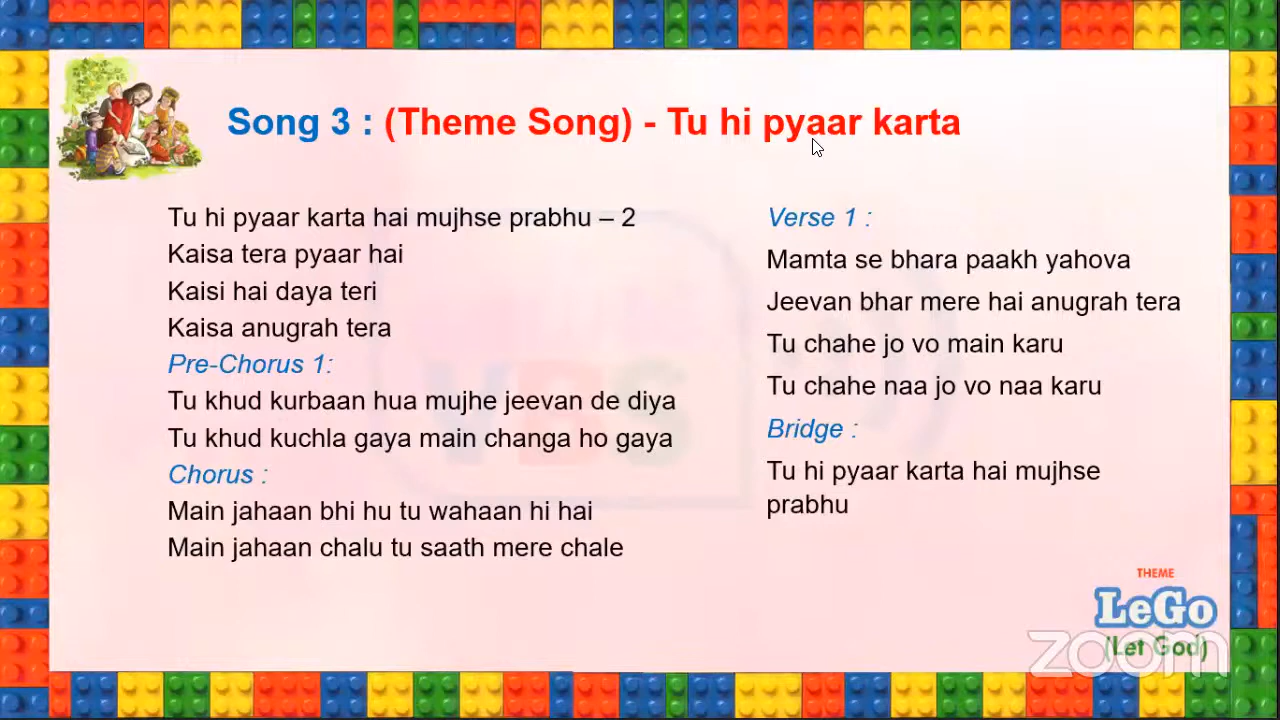 Song 3 : (Theme Song) - Tu hi pyaar karta
Tu hi pyaar karta hai mujhse prabhu – 2
Kaisa tera pyaar hai
Kaisi hai daya teri
Kaisa anugrah tera
Pre-Chorus 1:
Tu khud kurbaan hua mujhe jeevan de diya
Tu khud kuchla gaya main changa ho gaya
Chorus :
Main jahaan bhi hu tu wahaan hi hai
Main jahaan chalu tu saath mere chale
Verse 1 :
Mamta se bhara paakh yahova
Jeevan bhar mere hai anugrah tera
Tu chahe jo vo main karu
Tu chahe naa jo vo naa karu
Bridge :
Tu hi pyaar karta hai mujhse
prabhu
VBS
THEME
LeGo
(Let God)
zoom